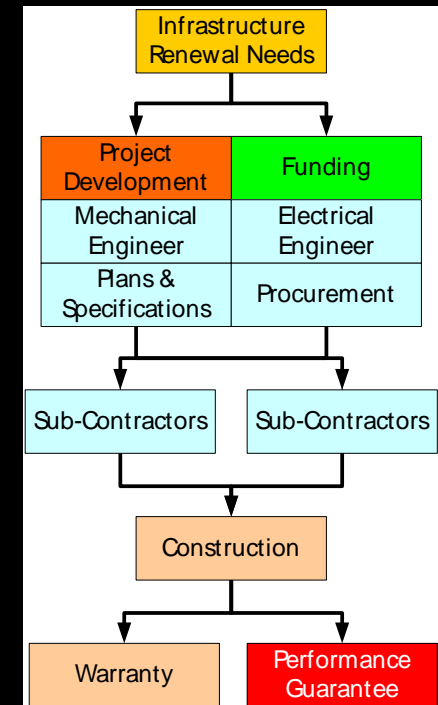 Infrastructure
Renewal Needs
Project
Development
Funding
Mechanical
Engineer
Electrical
Engineer
Plans &
Specifications
Procurement
Sub-Contractors
Sub-Contractors
Construction
Warranty
Performance
Guarantee